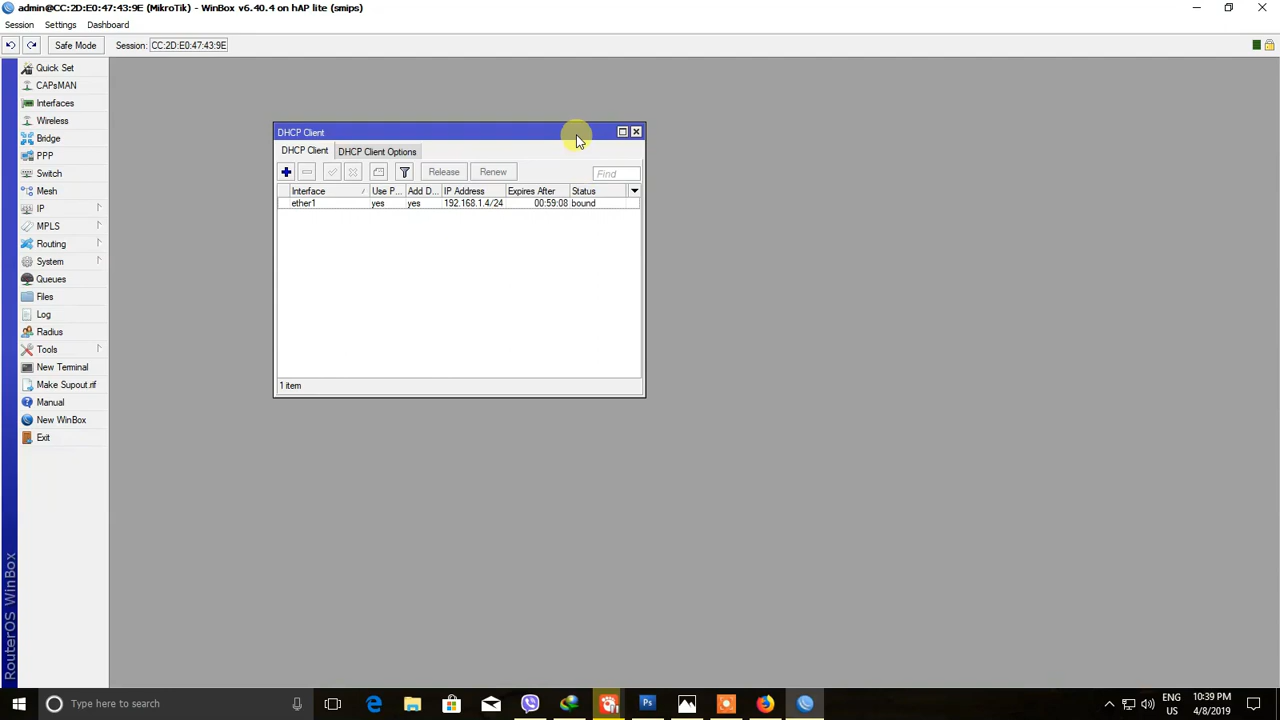 admin@CC:2D:E0:47:43:9E (MikroTik) - WinBox v6.40.4 on hAP lite (smips)
Session Settings Dashboard
Safe Mode Session: CC:2D:E0:47:43:9E
Quick Set
CAPsMAN
Interfaces
Wireless
Bridge
PPP
Switch
Mesh
IP
MPLS
Routing
System
Queues
Files
Log
Radius
Tools
New Terminal
Make Supout.rif
Manual
New WinBox
Exit
RouterOS WinBox
DHCP Client
DHCP Client DHCP Client Options
Release Renew Find
Interface Use P... Add D... IP Address Expires After Status
ether1 yes yes 192.168.1.4/24 00:59:08 bound
1 item
Type here to search
Ps
ENG
US
10:39 PM
4/8/2019